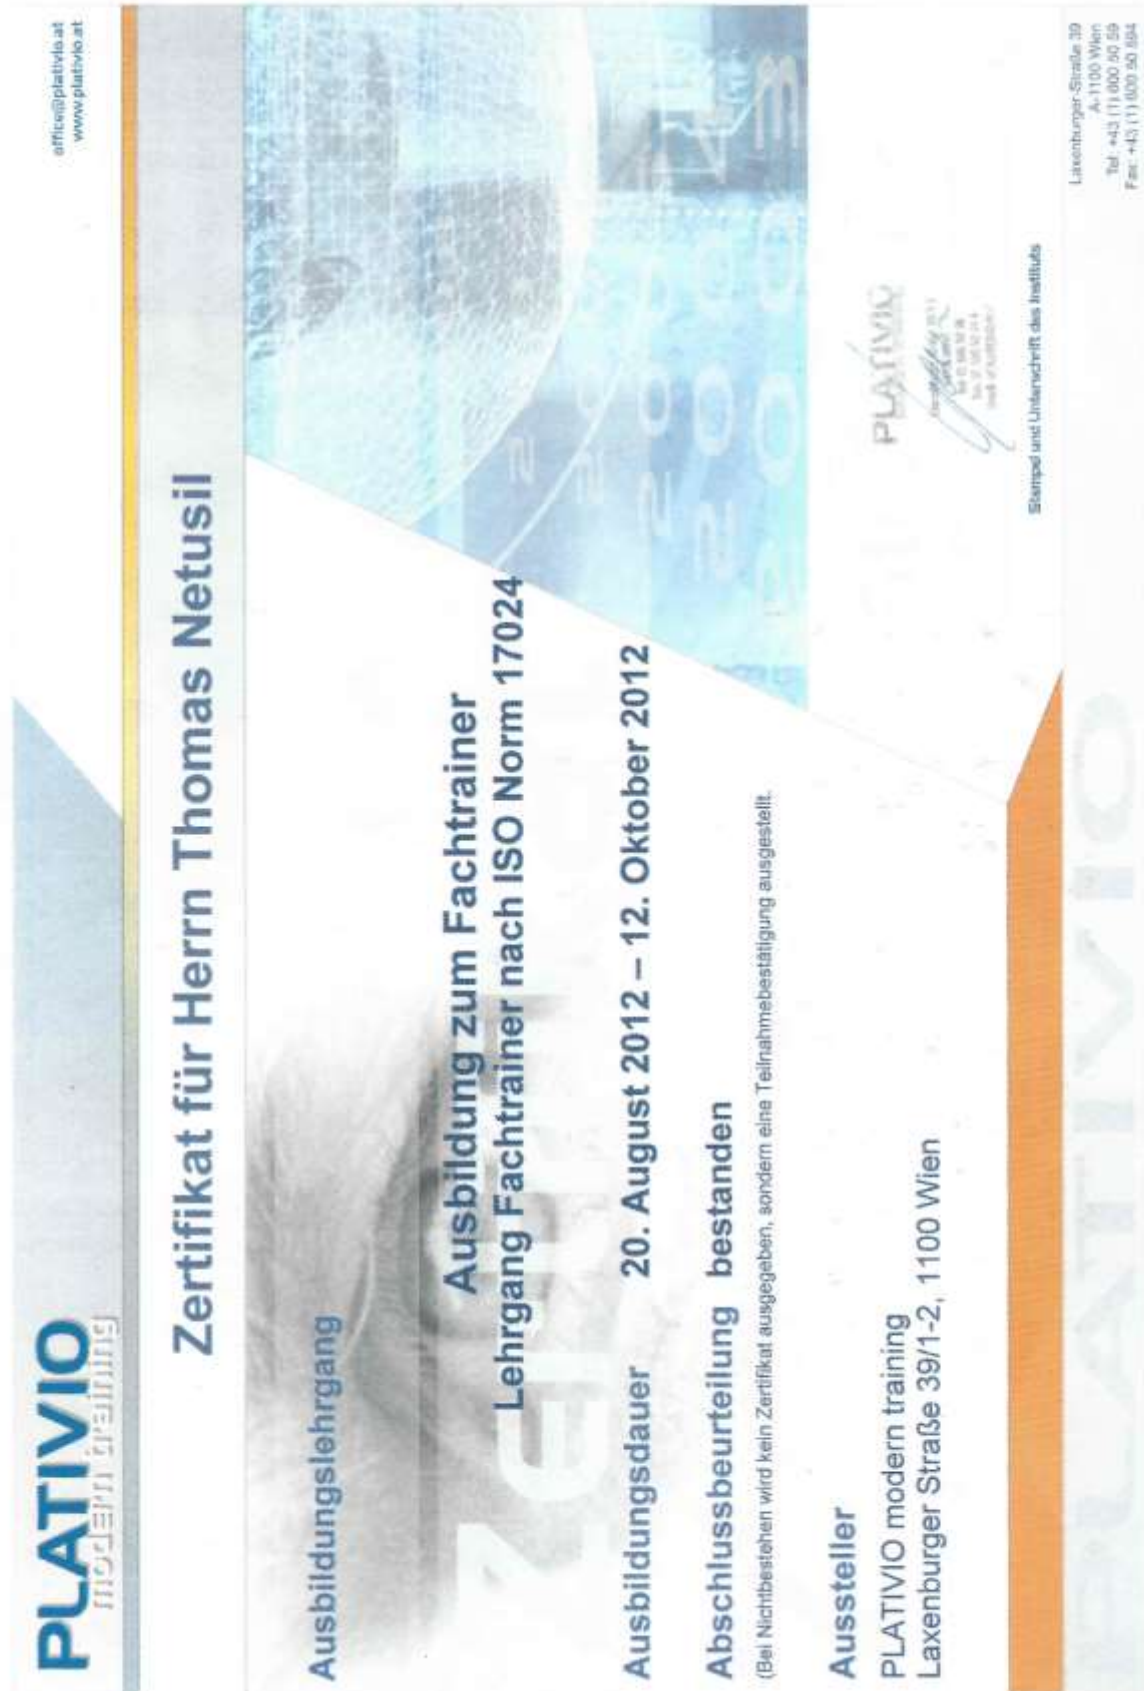 PLATIVIO
modern training
office@plativio.at
www.plativio.at
Zertifikat für Herrn Thomas Netusil
Ausbildungslehrgang
Ausbildung zum Fachtrainer
Lehrgang Fachtrainer nach ISO Norm 17024
Ausbildungsdauer 20. August 2012 – 12. Oktober 2012
Abschlussbeurteilung bestanden
(Bei Nichtbestehen wird kein Zertifikat ausgegeben, sondern eine Teilnahmebestätigung ausgestellt.
Aussteller
PLATIVIO modern training
Laxenburger Straße 39/1-2, 1100 Wien
PLATIVIO
Stempel und Unterschrift des Instituts
Laxenburger-Straße 39
A-1100 Wien
Tel: +43 (1) 600 50 59
Fax: +43 (1) 600 50 594
PLATIVIO